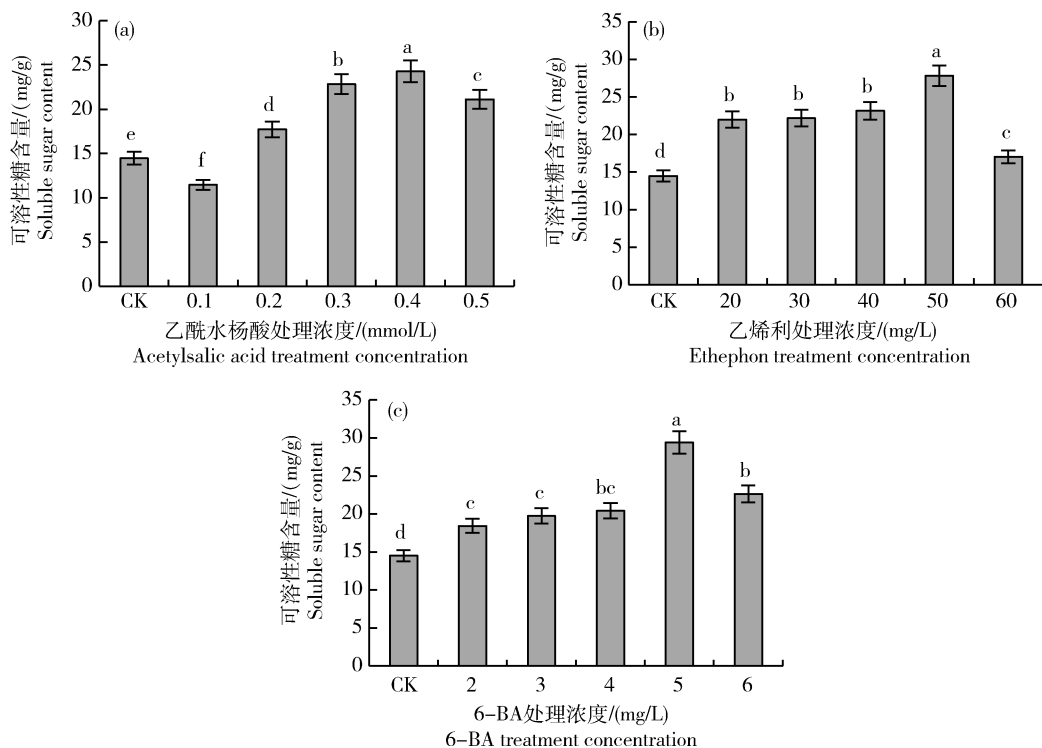 (a)
可溶性糖含量/(mg/g)
Soluble sugar content
30
25
20
15
10
5
0
e
f
d
b
a
c
CK 0.1 0.2 0.3 0.4 0.5
乙酰水杨酸处理浓度/(mmol/L)
Acetylsalic acid treatment concentration
(b)
可溶性糖含量/(mg/g)
Soluble sugar content
35
30
25
20
15
10
5
0
d
b
b
b
a
c
CK 20 30 40 50 60
乙烯利处理浓度/(mg/L)
Ethephon treatment concentration
(c)
可溶性糖含量/(mg/g)
Soluble sugar content
35
30
25
20
15
10
5
0
d
c
c
bc
a
b
CK 2 3 4 5 6
6-BA处理浓度/(mg/L)
6-BA treatment concentration